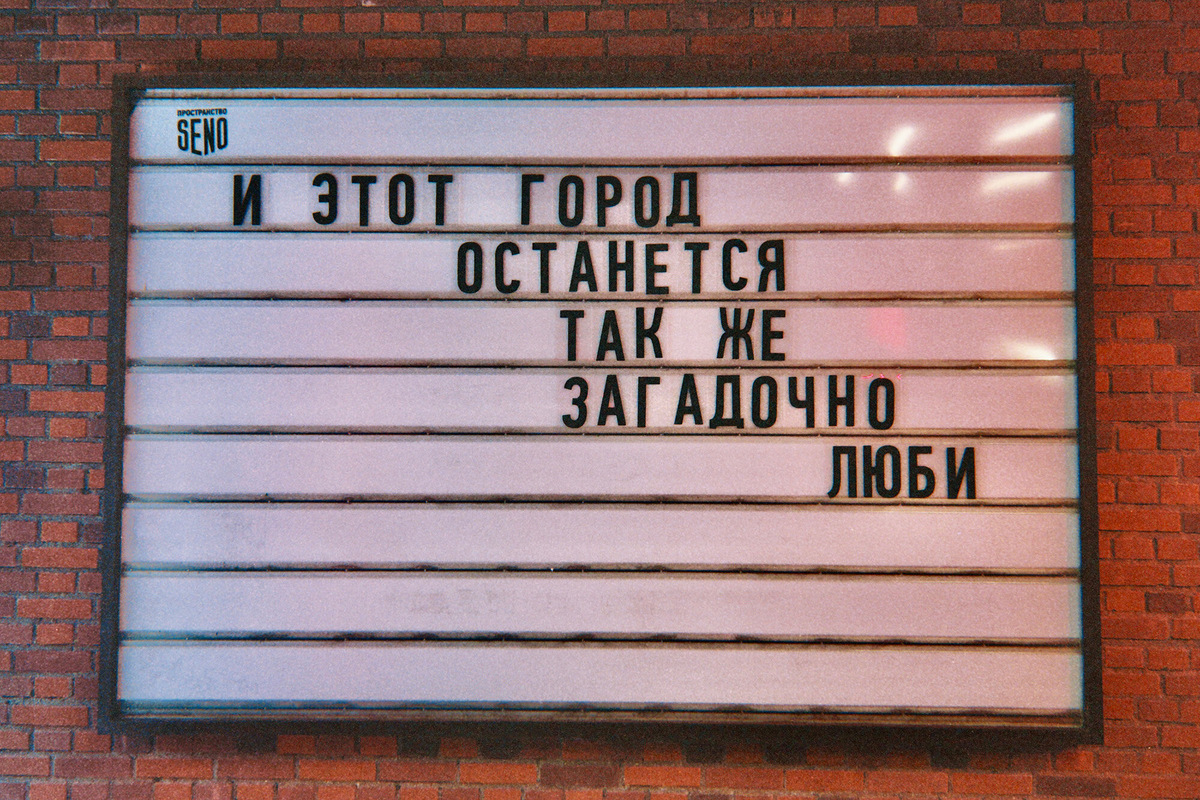 ПРОСТРАНСТВО
SENO
И ЭТОТ ГОРОД
ОСТАНЕТСЯ
ТАК ЖЕ
ЗАГАДОЧНО
ЛЮБИ